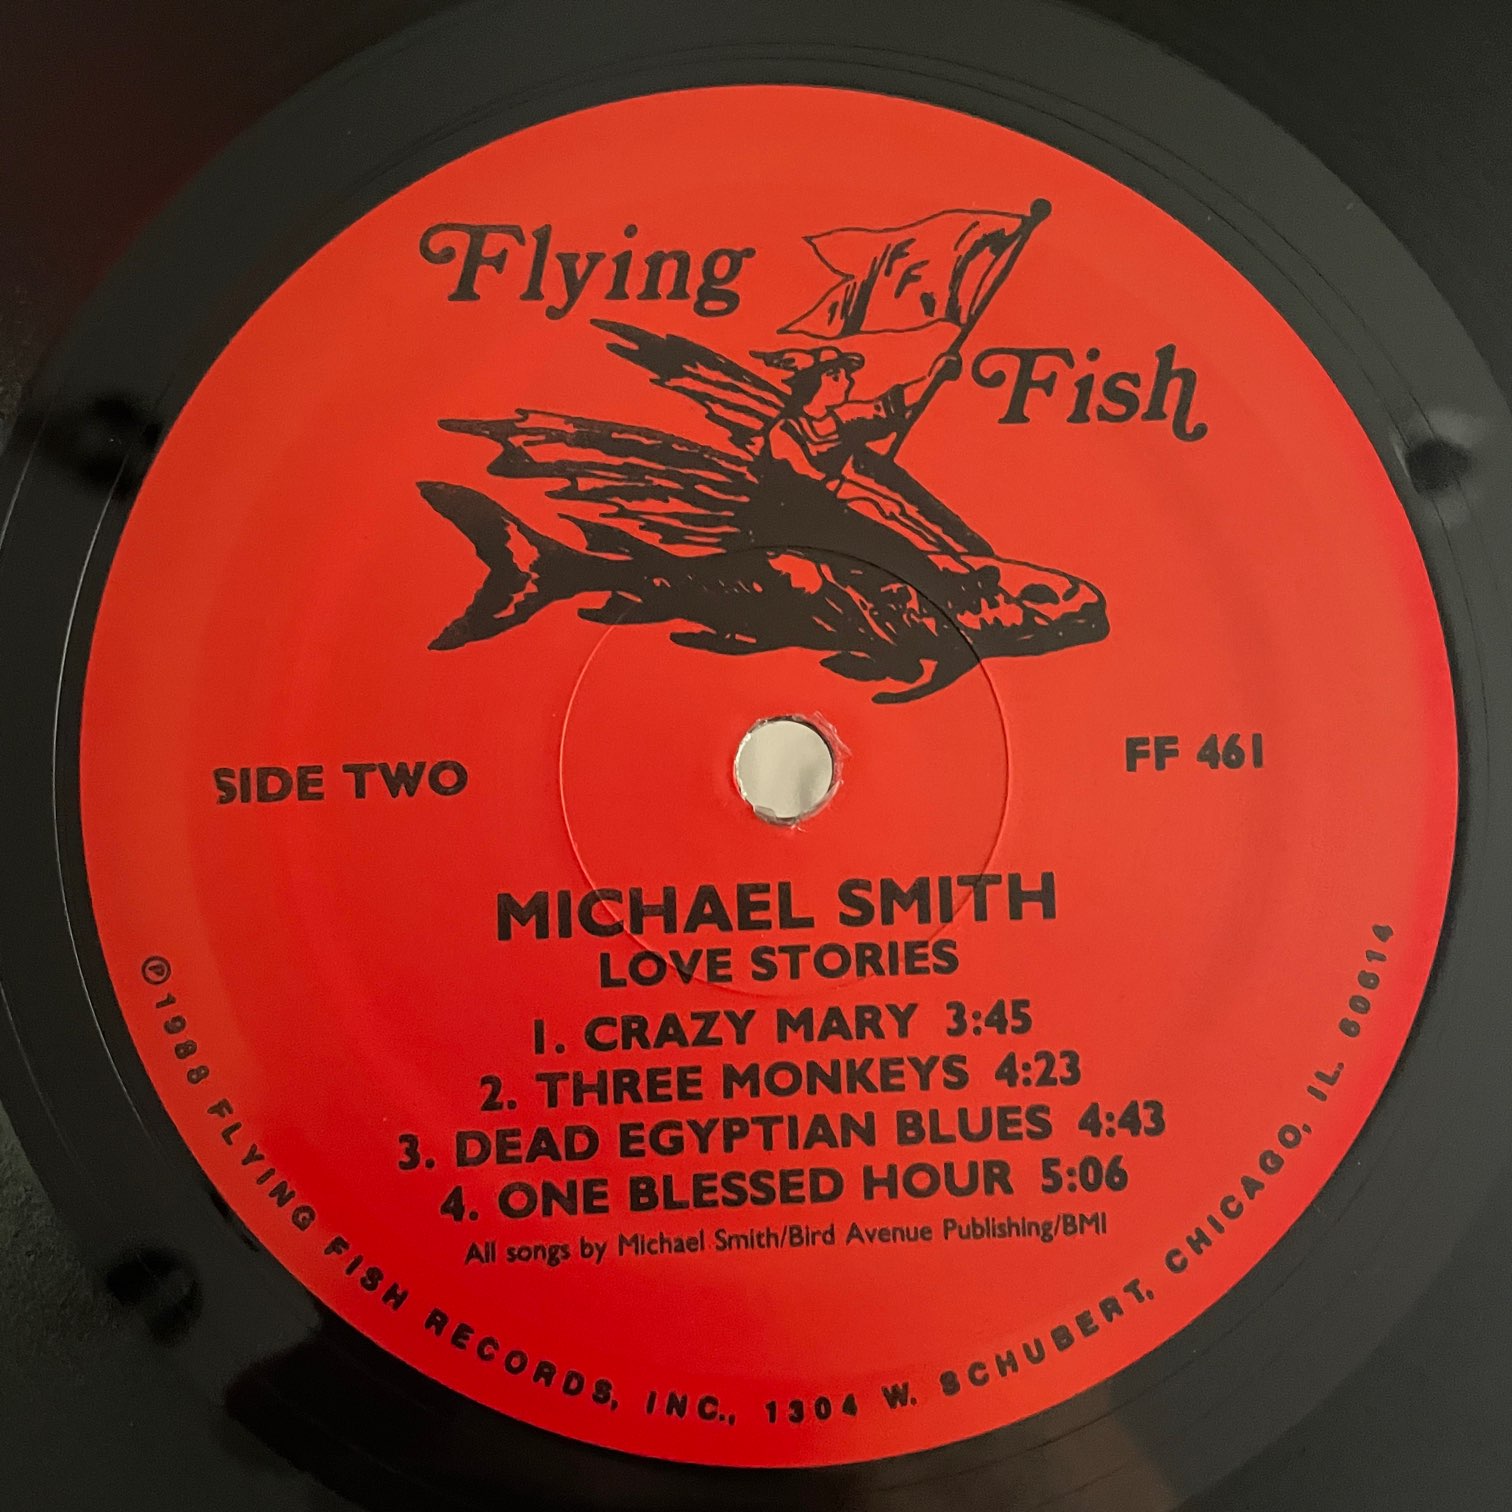 Flying
FF
Fish
SIDE TWO
FF 461
MICHAEL SMITH
LOVE STORIES
1. CRAZY MARY 3:45
2. THREE MONKEYS 4:23
3. DEAD EGYPTIAN BLUES 4:43
4. ONE BLESSED HOUR 5:06
All songs by Michael Smith/Bird Avenue Publishing/BMI
℗1988 FLYING FISH RECORDS, INC., 1304 W. SCHUBERT, CHICAGO, IL. 60614